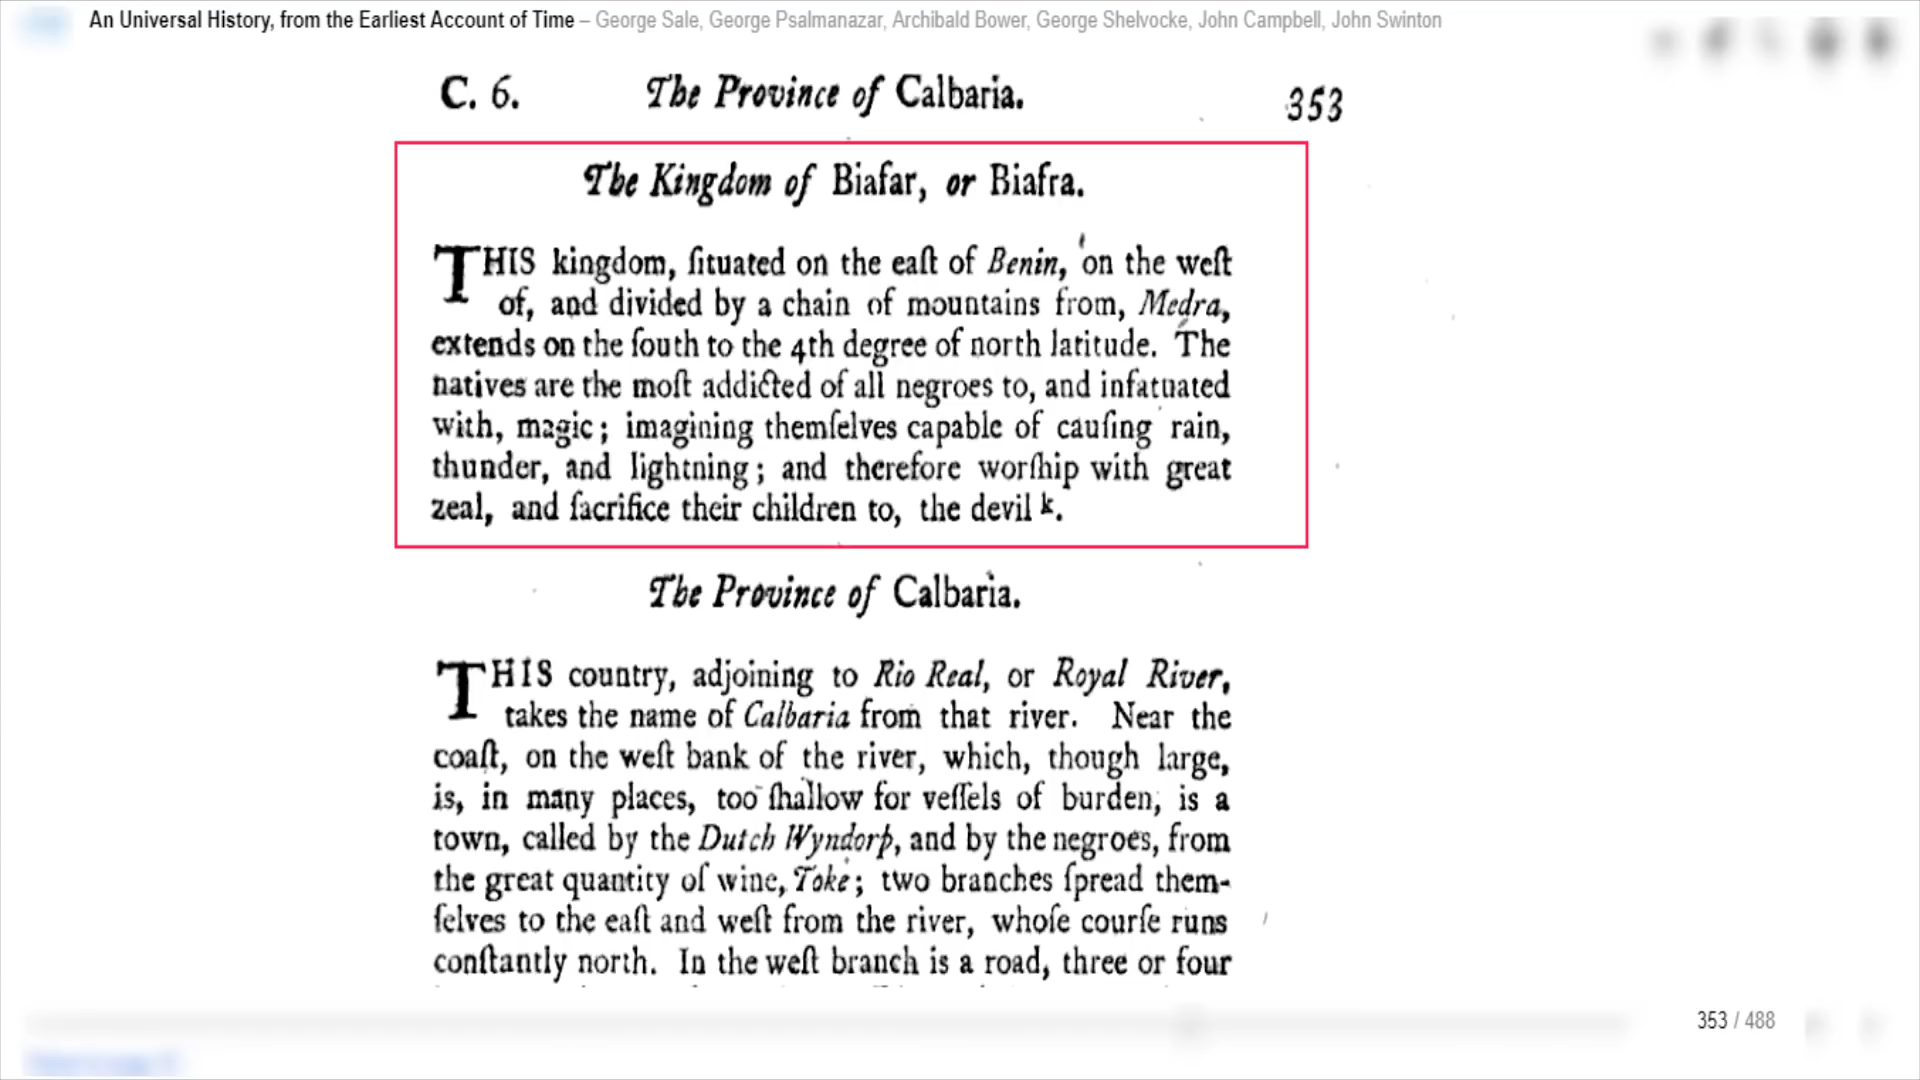 An Universal History, from the Earliest Account of Time – George Sale, George Psalmanazar, Archibald Bower, George Shelvocke, John Campbell, John Swinton
C. 6. The Province of Calbaria. 353
The Kingdom of Biafar, or Biafra.
THIS kingdom, ſituated on the eaſt of Benin, on the weſt
of, and divided by a chain of mountains from, Medra,
extends on the ſouth to the 4th degree of north latitude. The
natives are the moſt addicted of all negroes to, and infatuated
with, magic; imagining themſelves capable of cauſing rain,
thunder, and lightning; and therefore worſhip with great
zeal, and ſacrifice their children to, the devil k.
The Province of Calbaria.
THIS country, adjoining to Rio Real, or Royal River,
takes the name of Calbaria from that river. Near the
coaſt, on the weſt bank of the river, which, though large,
is, in many places, too ſhallow for veſſels of burden, is a
town, called by the Dutch Wyndorp, and by the negroes, from
the great quantity of wine, Toke; two branches ſpread them-
ſelves to the eaſt and weſt from the river, whoſe courſe runs
conſtantly north. In the weſt branch is a road, three or four
353 / 488